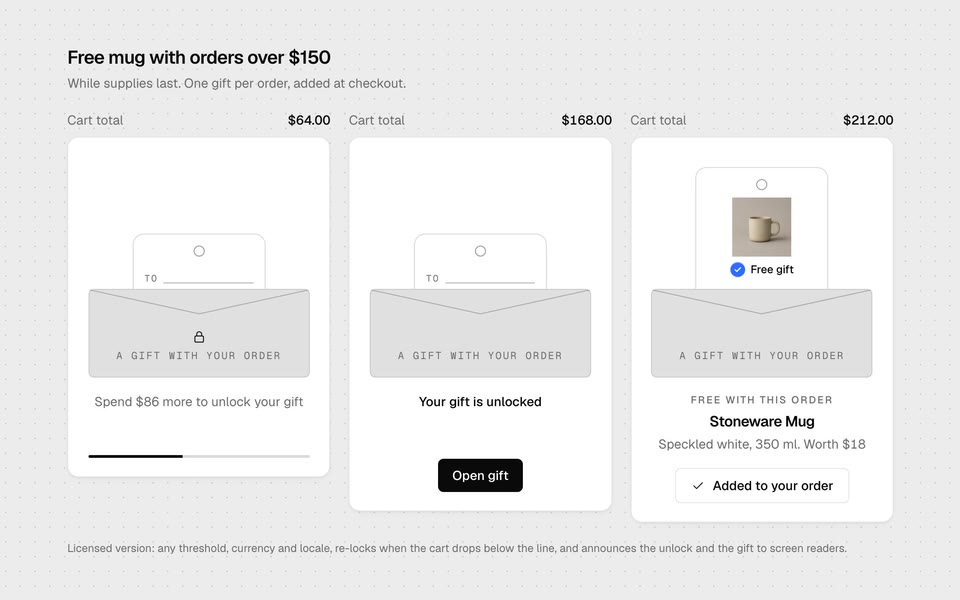 Free mug with orders over $150
While supplies last. One gift per order, added at checkout.
Cart total $64.00
TO
A GIFT WITH YOUR ORDER
Spend $86 more to unlock your gift
Cart total $168.00
TO
A GIFT WITH YOUR ORDER
Your gift is unlocked
Open gift
Cart total $212.00
Free gift
A GIFT WITH YOUR ORDER
FREE WITH THIS ORDER
Stoneware Mug
Speckled white, 350 ml. Worth $18
Added to your order
Licensed version: any threshold, currency and locale, re-locks when the cart drops below the line, and announces the unlock and the gift to screen readers.